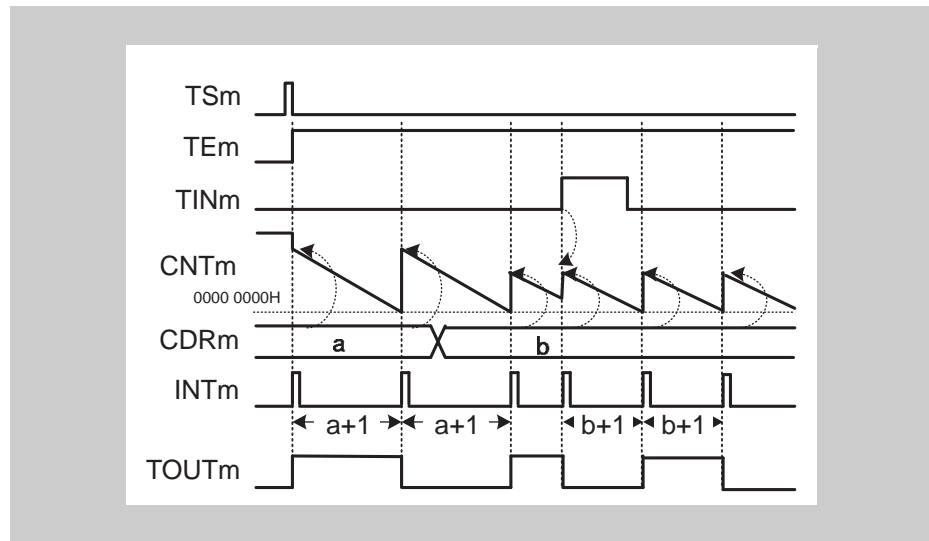 TSm
TEm
TINm
CNTm
0000 0000H
CDRm
a
b
INTm
a+1
a+1
b+1
b+1
TOUTm